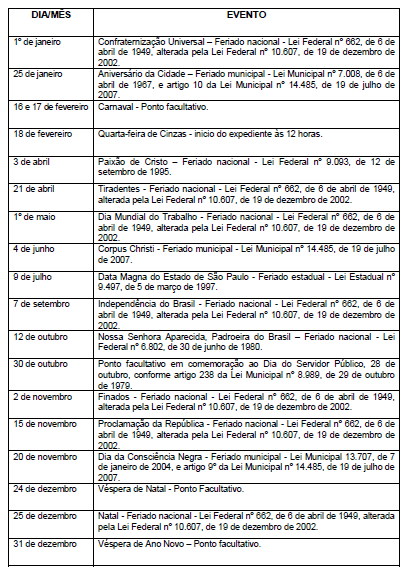 DIA/MÊS EVENTO
1º de janeiro Confraternização Universal – Feriado nacional - Lei Federal nº 662, de 6 de
abril de 1949, alterada pela Lei Federal nº 10.607, de 19 de dezembro de
2002.
25 de janeiro Aniversário da Cidade – Feriado municipal - Lei Municipal nº 7.008, de 6 de
abril de 1967, e artigo 10 da Lei Municipal nº 14.485, de 19 de julho de
2007.
16 e 17 de fevereiro Carnaval - Ponto facultativo.
18 de fevereiro Quarta-feira de Cinzas - início do expediente às 12 horas.
3 de abril Paixão de Cristo – Feriado nacional - Lei Federal nº 9.093, de 12 de
setembro de 1995.
21 de abril Tiradentes - Feriado nacional - Lei Federal nº 662, de 6 de abril de 1949,
alterada pela Lei Federal nº 10.607, de 19 de dezembro de 2002.
1º de maio Dia Mundial do Trabalho - Feriado nacional - Lei Federal nº 662, de 6 de
abril de 1949, alterada pela Lei Federal nº 10.607, de 19 de dezembro de
2002.
4 de junho Corpus Christi - Feriado municipal - Lei Municipal nº 14.485, de 19 de julho
de 2007.
9 de julho Data Magna do Estado de São Paulo - Feriado estadual - Lei Estadual nº
9.497, de 5 de março de 1997.
7 de setembro Independência do Brasil - Feriado nacional - Lei Federal nº 662, de 6 de
abril de 1949, alterada pela Lei Federal nº 10.607, de 19 de dezembro de
2002.
12 de outubro Nossa Senhora Aparecida, Padroeira do Brasil – Feriado nacional - Lei
Federal nº 6.802, de 30 de junho de 1980.
30 de outubro Ponto facultativo em comemoração ao Dia do Servidor Público, 28 de
outubro, conforme artigo 238 da Lei Municipal nº 8.989, de 29 de outubro
de 1979.
2 de novembro Finados - Feriado nacional - Lei Federal nº 662, de 6 de abril de 1949,
alterada pela Lei Federal nº 10.607, de 19 de dezembro de 2002.
15 de novembro Proclamação da República - Feriado nacional - Lei Federal nº 662, de 6 de
abril de 1949, alterada pela Lei Federal nº 10.607, de 19 de dezembro de
2002.
20 de novembro Dia da Consciência Negra - Feriado municipal - Lei Municipal 13.707, de 7 de
janeiro de 2004, e artigo 9º da Lei Municipal nº 14.485, de 19 de julho de
2007.
24 de dezembro Véspera de Natal - Ponto Facultativo.
25 de dezembro Natal - Feriado nacional - Lei Federal nº 662, de 6 de abril de 1949, alterada
pela Lei Federal nº 10.607, de 19 de dezembro de 2002.
31 de dezembro Véspera de Ano Novo – Ponto facultativo.